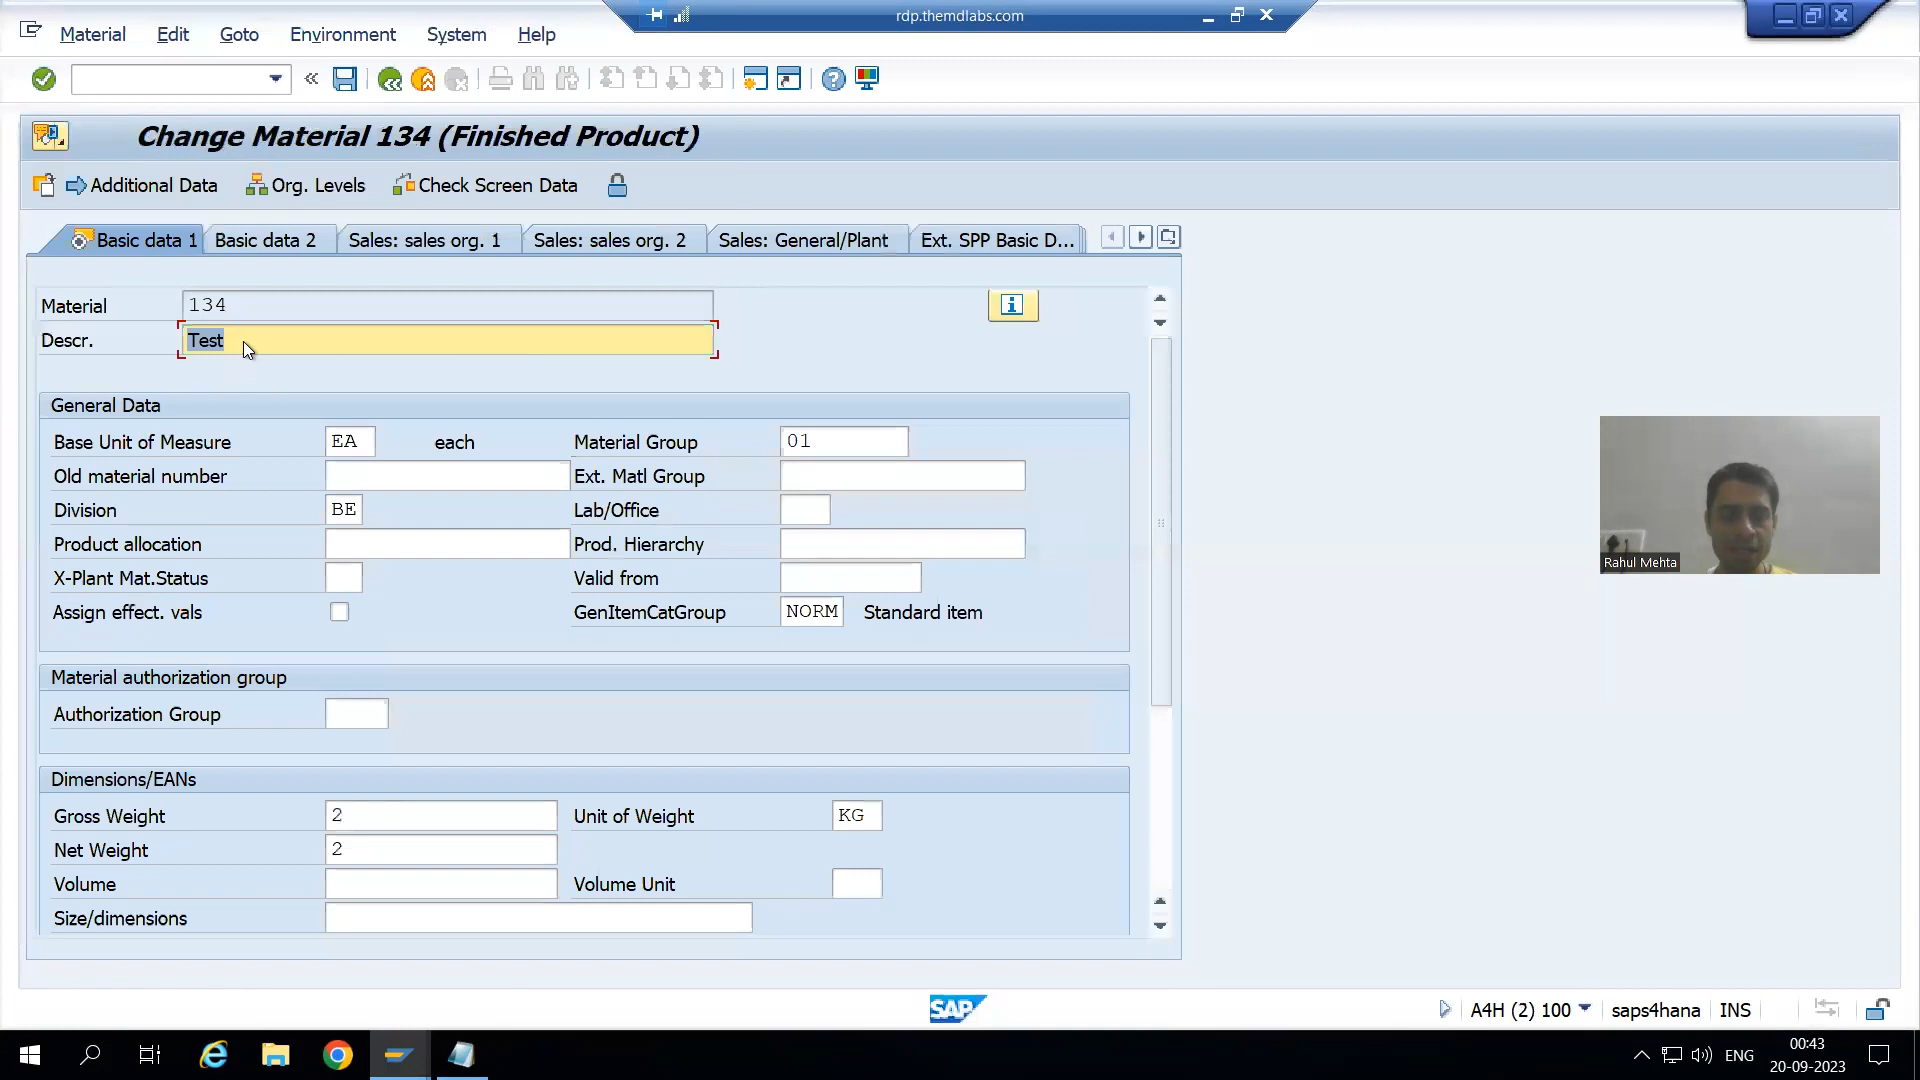 rdp.themdlabs.com
Material Edit Goto Environment System Help
Change Material 134 (Finished Product)
Additional Data Org. Levels Check Screen Data
Basic data 1 Basic data 2 Sales: sales org. 1 Sales: sales org. 2 Sales: General/Plant Ext. SPP Basic D...
Material 134
Descr. Test
General Data
Base Unit of Measure EA each Material Group 01
Old material number Ext. Matl Group
Division BE Lab/Office
Product allocation Prod. Hierarchy
X-Plant Mat.Status Valid from
Assign effect. vals GenItemCatGroup NORM Standard item
Rahul Mehta
Material authorization group
Authorization Group
Dimensions/EANs
Gross Weight 2 Unit of Weight KG
Net Weight 2
Volume Volume Unit
Size/dimensions
SAP A4H (2) 100 saps4hana INS
ENG 00:43
20-09-2023